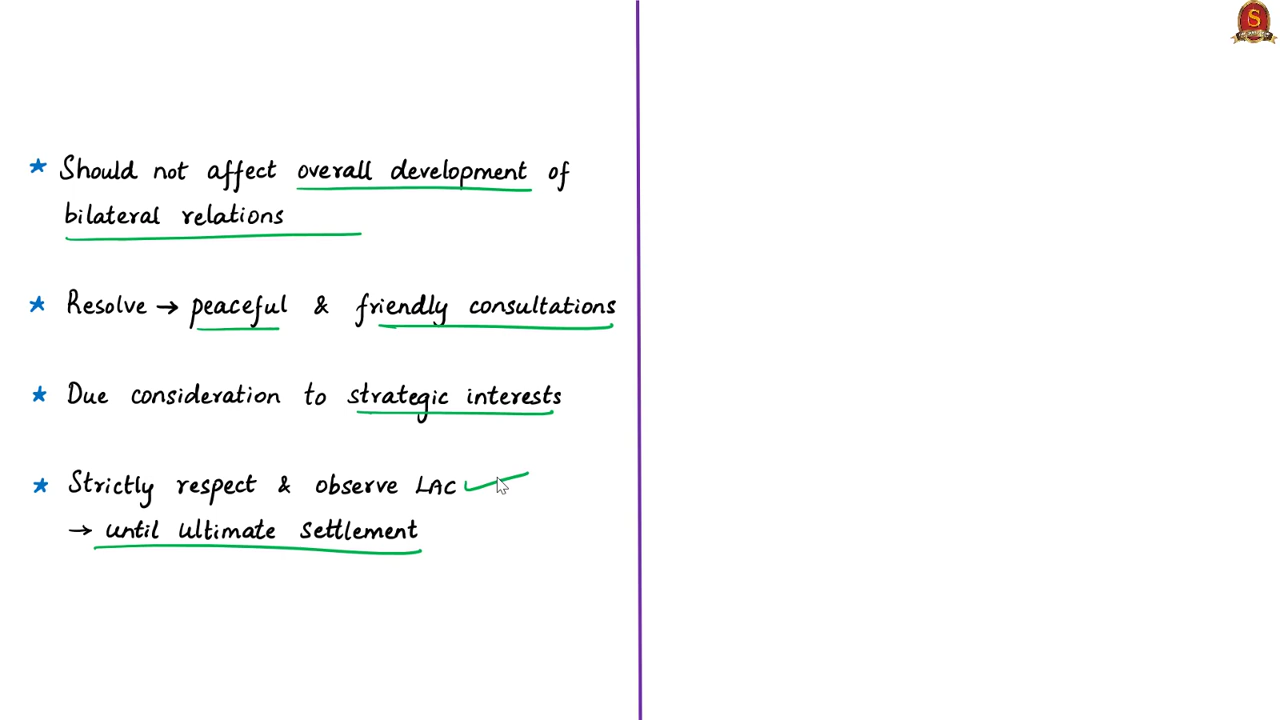 ★ Should not affect overall development of
bilateral relations
★ Resolve → peaceful & friendly consultations
★ Due consideration to strategic interests
★ Strictly respect & observe LAC
→ until ultimate settlement
S